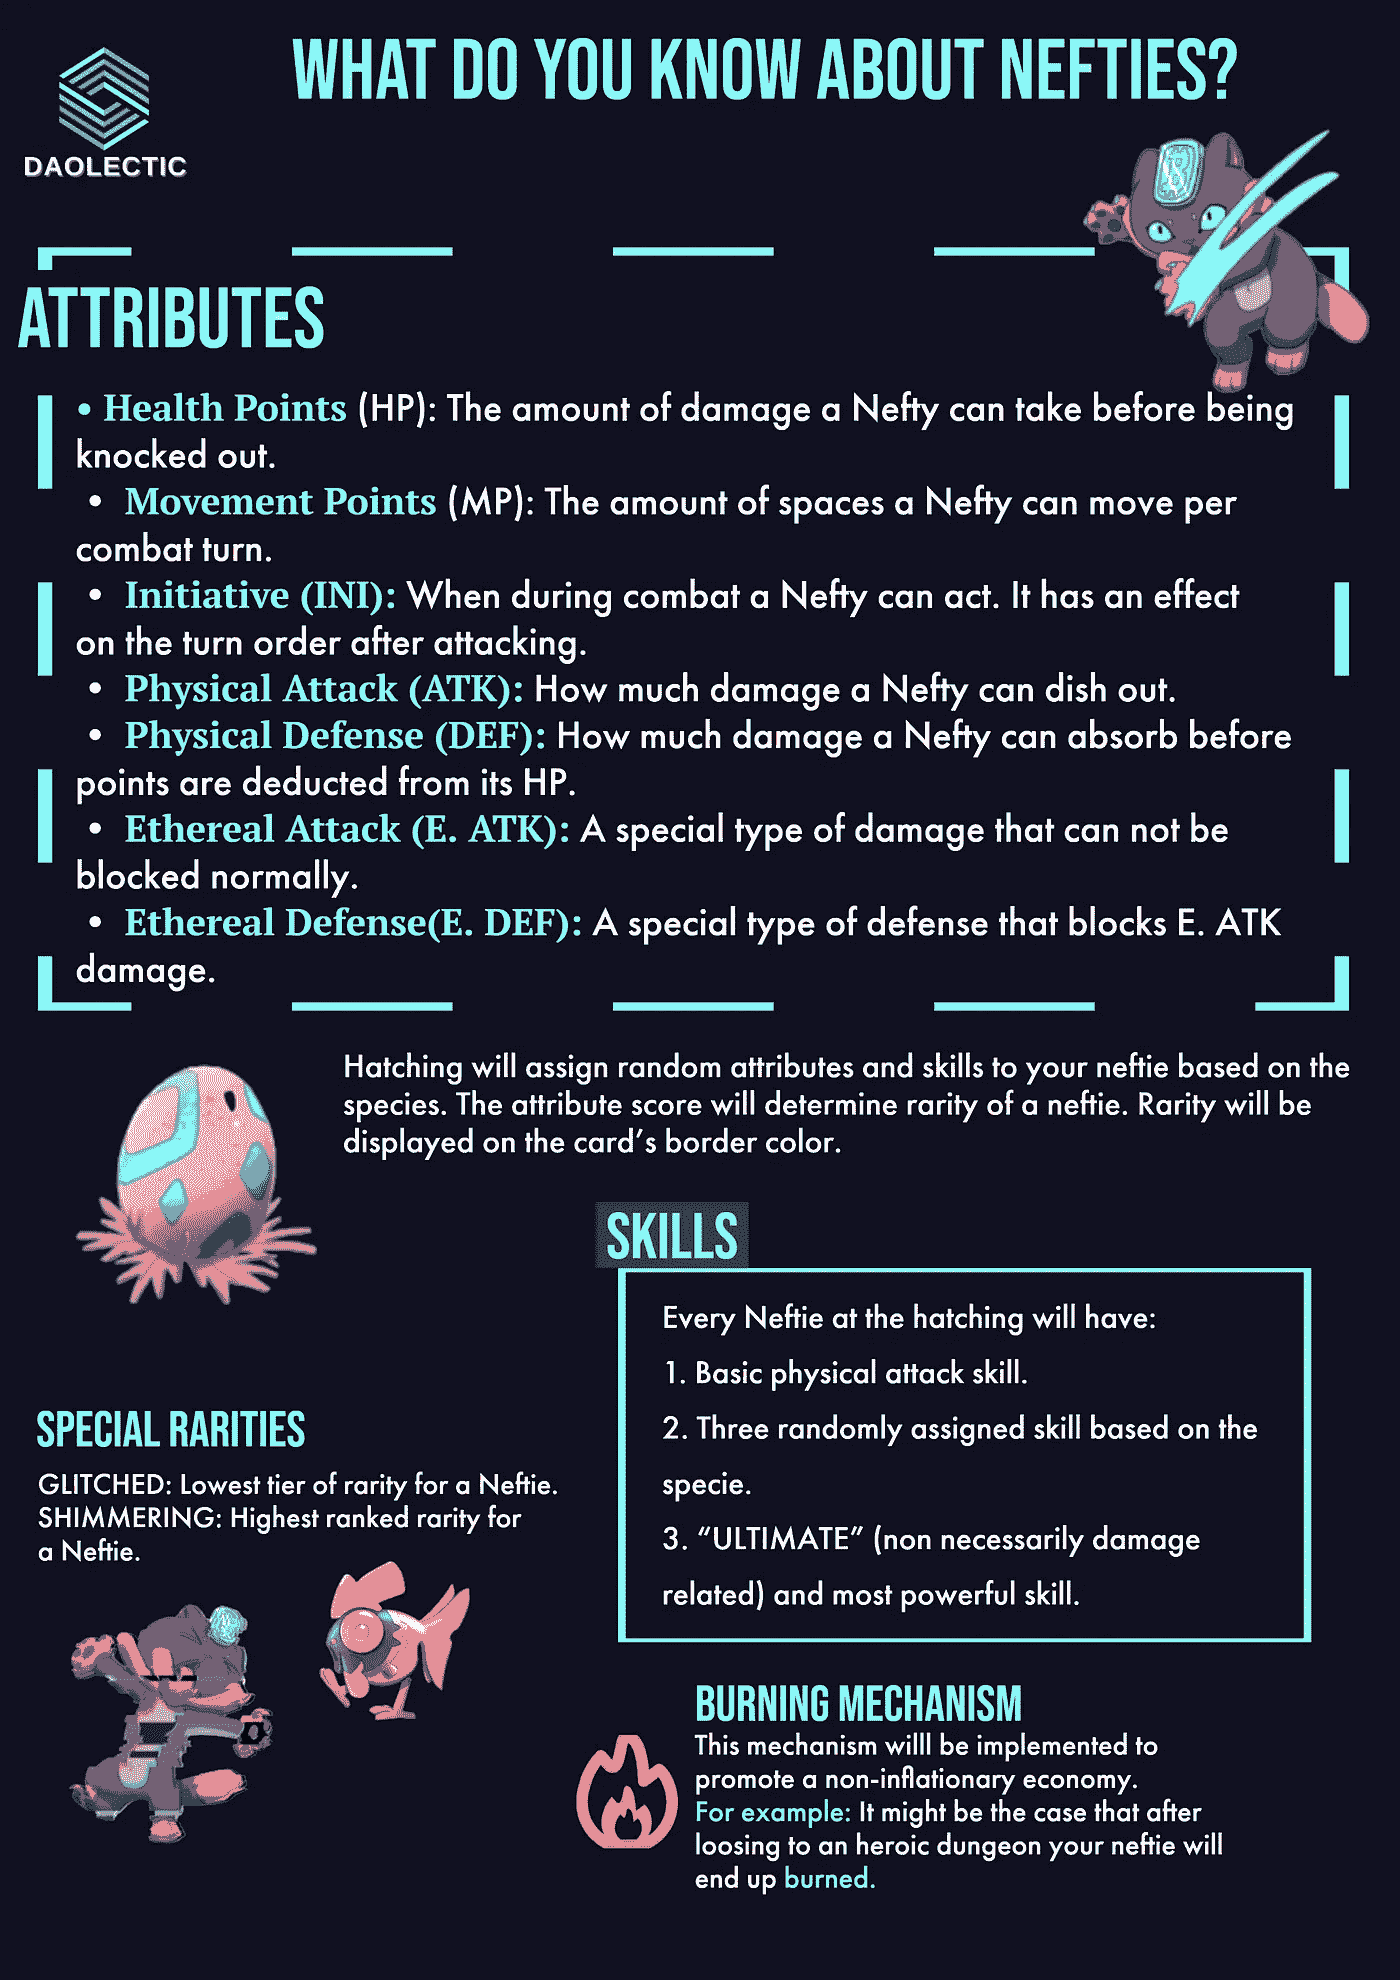 WHAT DO YOU KNOW ABOUT NEFTIES?
DAOLECTIC
ATTRIBUTES
• Health Points (HP): The amount of damage a Nefty can take before being
knocked out.
• Movement Points (MP): The amount of spaces a Nefty can move per
combat turn.
• Initiative (INI): When during combat a Nefty can act. It has an effect
on the turn order after attacking.
• Physical Attack (ATK): How much damage a Nefty can dish out.
• Physical Defense (DEF): How much damage a Nefty can absorb before
points are deducted from its HP.
• Ethereal Attack (E. ATK): A special type of damage that can not be
blocked normally.
• Ethereal Defense(E. DEF): A special type of defense that blocks E. ATK
damage.
Hatching will assign random attributes and skills to your neftie based on the
species. The attribute score will determine rarity of a neftie. Rarity will be
displayed on the card’s border color.
SKILLS
Every Neftie at the hatching will have:
1. Basic physical attack skill.
2. Three randomly assigned skill based on the
specie.
3. “ULTIMATE” (non necessarily damage
related) and most powerful skill.
SPECIAL RARITIES
GLITCHED: Lowest tier of rarity for a Neftie.
SHIMMERING: Highest ranked rarity for
a Neftie.
BURNING MECHANISM
This mechanism willl be implemented to
promote a non-inflationary economy.
For example: It might be the case that after
loosing to an heroic dungeon your neftie will
end up burned.